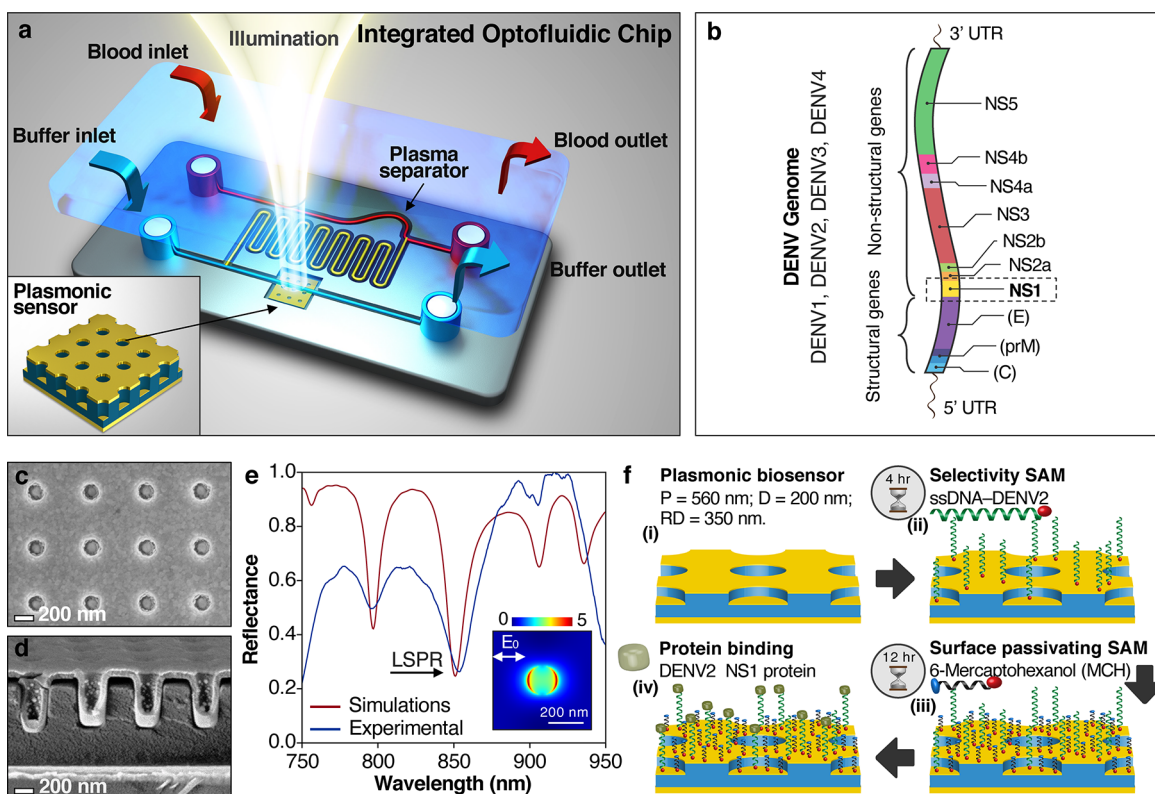 a
Illumination
Integrated Optofluidic Chip
Blood inlet
Buffer inlet
Plasma
separator
Blood outlet
Buffer outlet
Plasmonic
sensor
b
3’ UTR
DENV Genome
DENV1, DENV2, DENV3, DENV4
Non-structural genes
Structural genes
NS5
NS4b
NS4a
NS3
NS2b
NS2a
NS1
(E)
(prM)
(C)
5’ UTR
c
200 nm
d
200 nm
e
Reflectance
1.0
0.8
0.6
0.4
0.2
0.0
750
800
850
900
950
Wavelength (nm)
LSPR
Simulations
Experimental
0
5
E0
200 nm
f
Plasmonic biosensor
P = 560 nm; D = 200 nm;
RD = 350 nm.
(i)
4 hr
Selectivity SAM
ssDNA–DENV2
(ii)
12 hr
Surface passivating SAM
6-Mercaptohexanol (MCH)
(iii)
Protein binding
DENV2 NS1 protein
(iv)